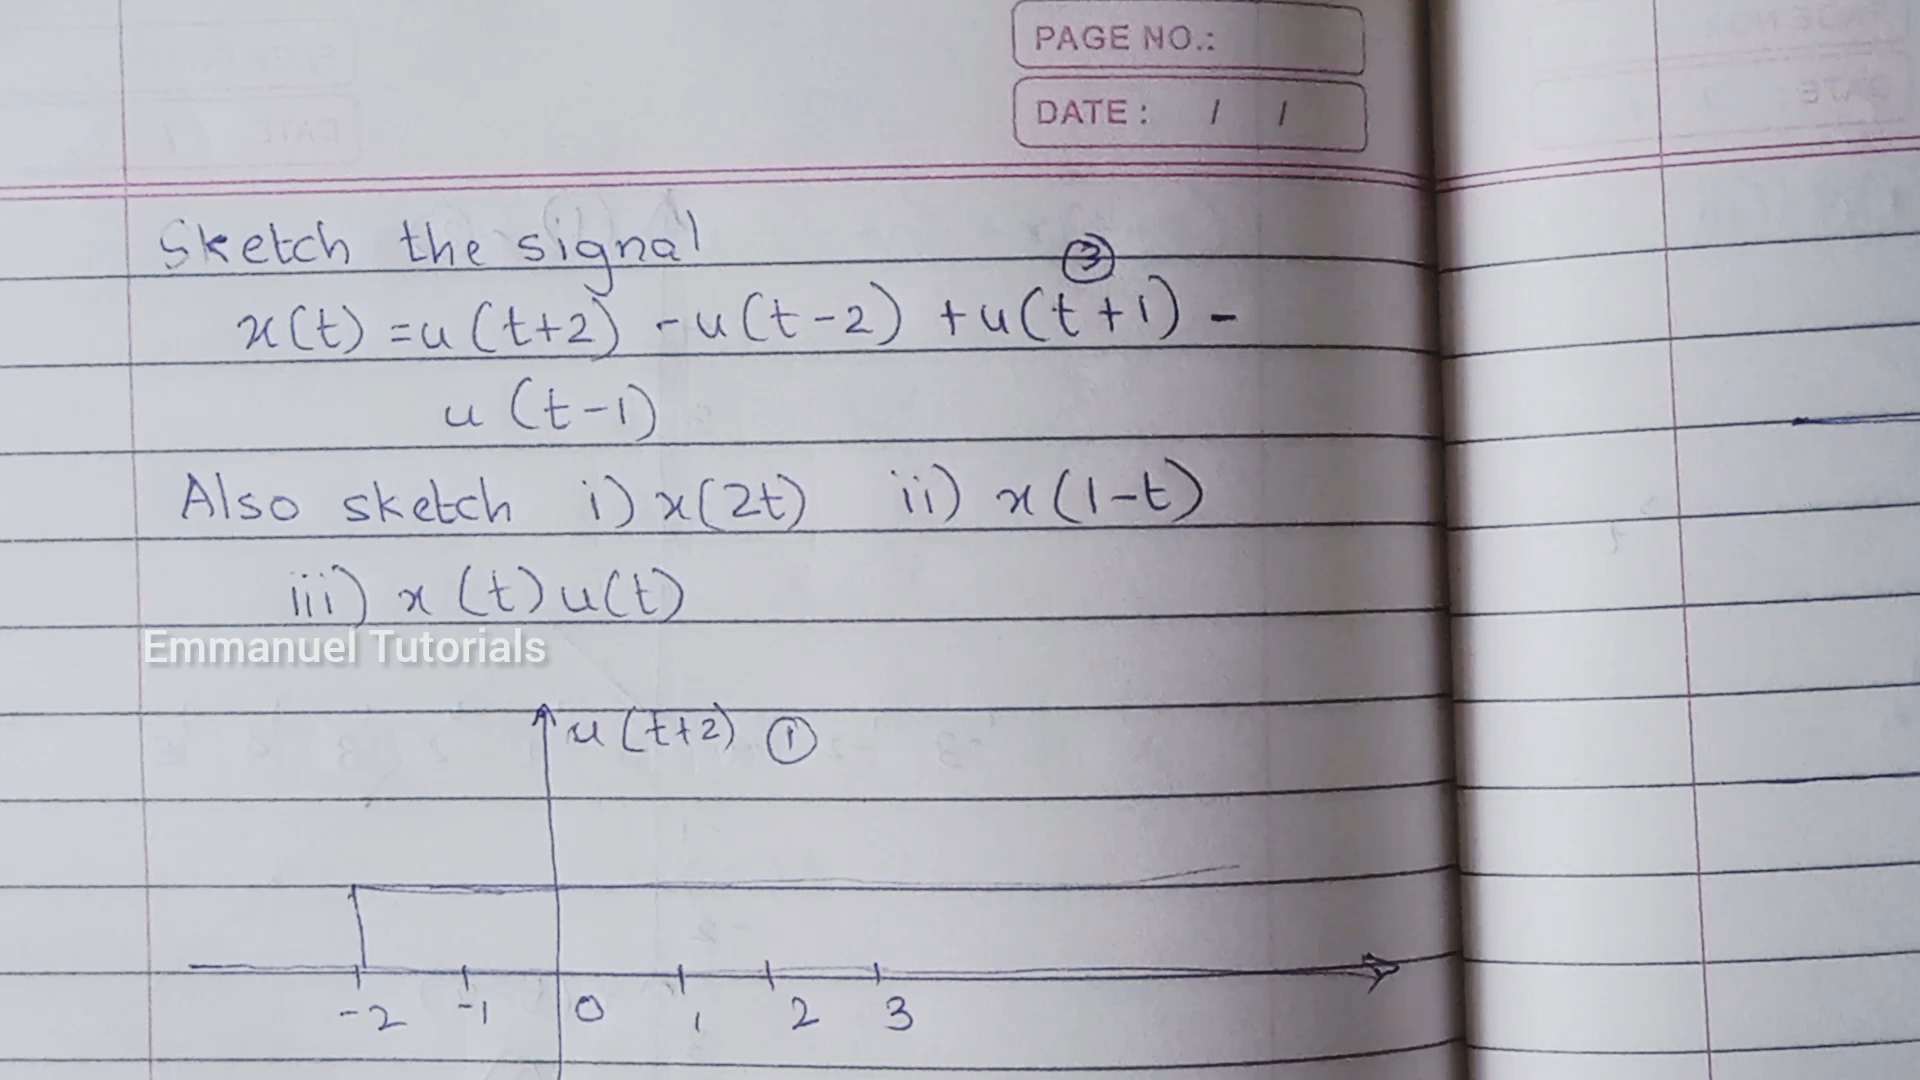 PAGE NO.:
DATE : / /
Sketch the signal
③
x(t) = u(t+2) - u(t-2) + u(t+1) -
u(t-1)
Also sketch i) x(2t) ii) x(1-t)
iii) x(t)u(t)
Emmanuel Tutorials
u(t+2) ①
-2 -1 0 1 2 3